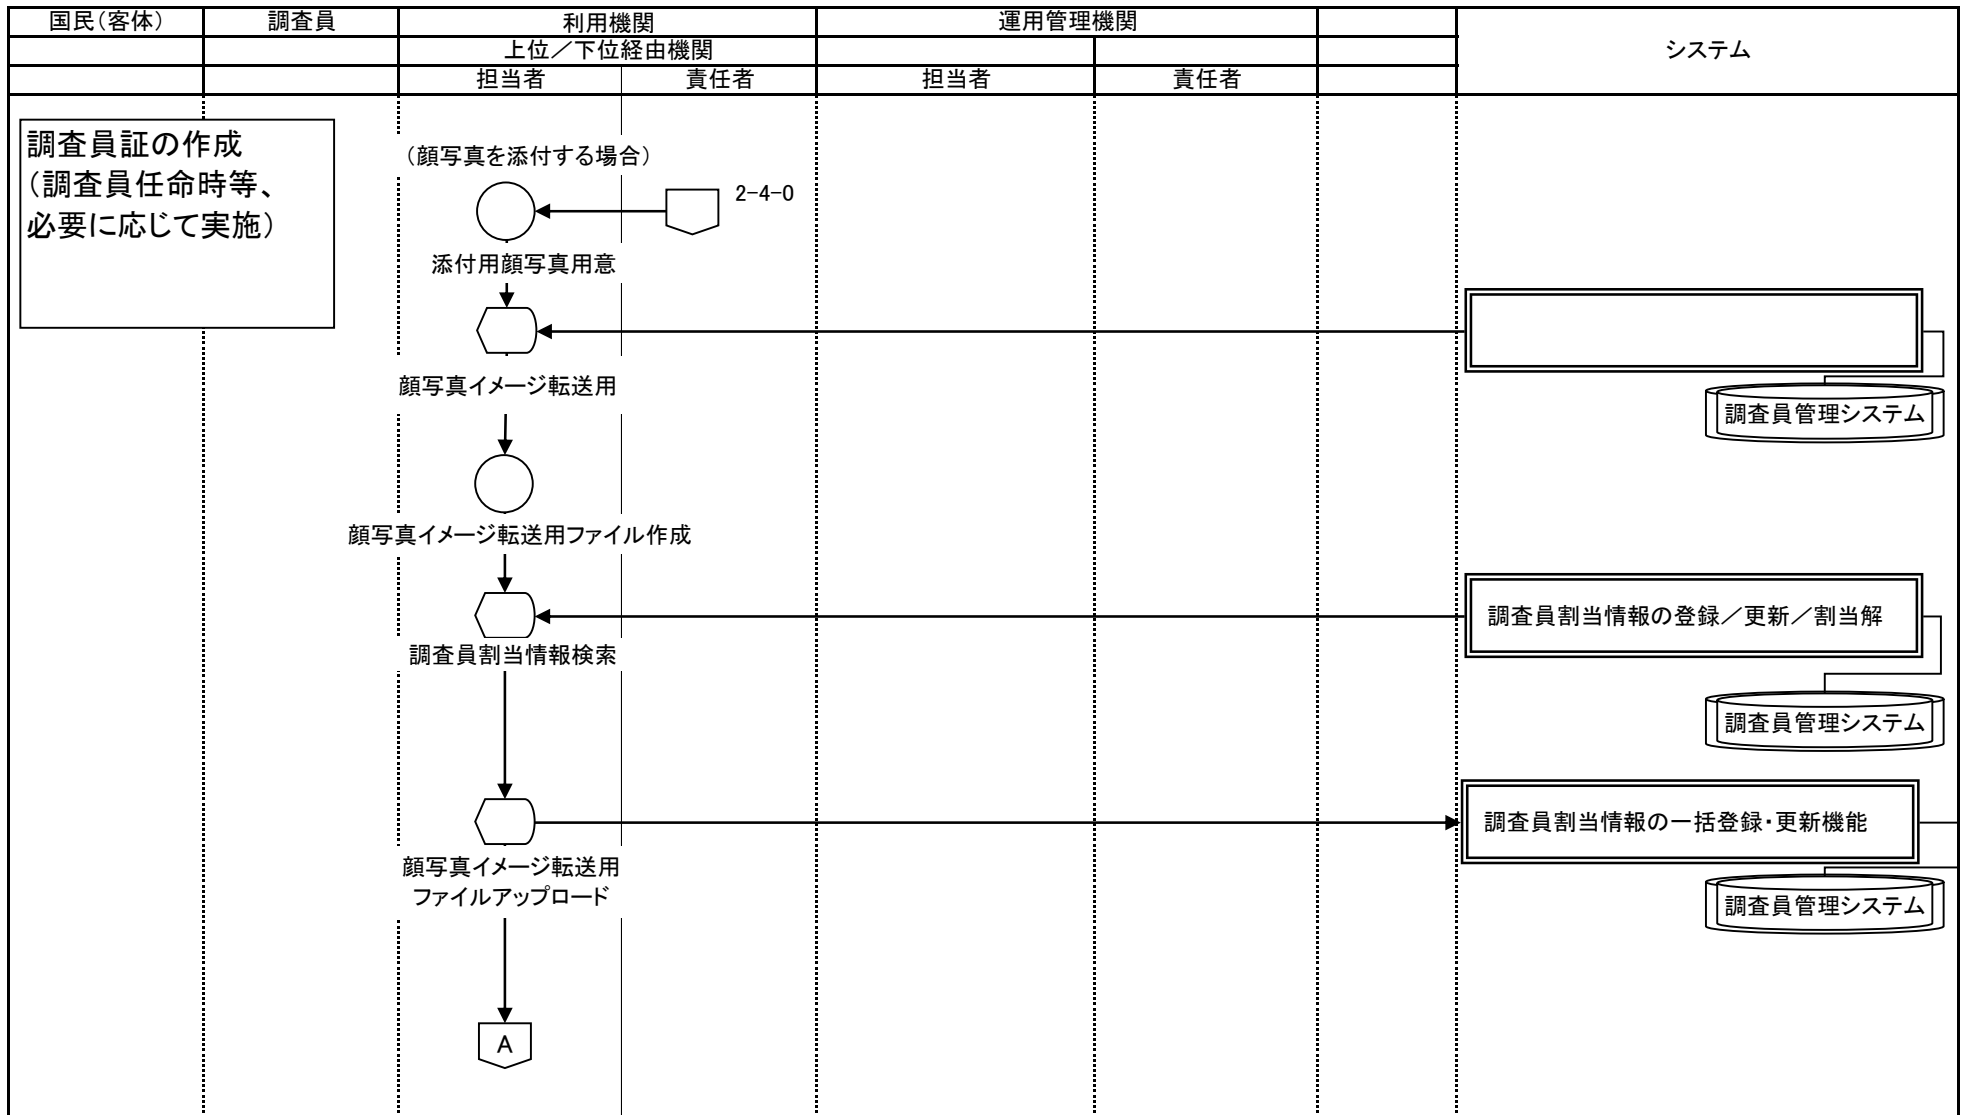 国民(客体)
調査員
利用機関
運用管理機関
システム
上位／下位経由機関
担当者
責任者
担当者
責任者
調査員証の作成
(調査員任命時等、
必要に応じて実施)
(顔写真を添付する場合)
2-4-0
添付用顔写真用意
顔写真イメージ転送用
調査員管理システム
顔写真イメージ転送用ファイル作成
調査員割当情報の登録／更新／割当解
調査員割当情報検索
調査員管理システム
調査員割当情報の一括登録・更新機能
顔写真イメージ転送用
ファイルアップロード
調査員管理システム
A